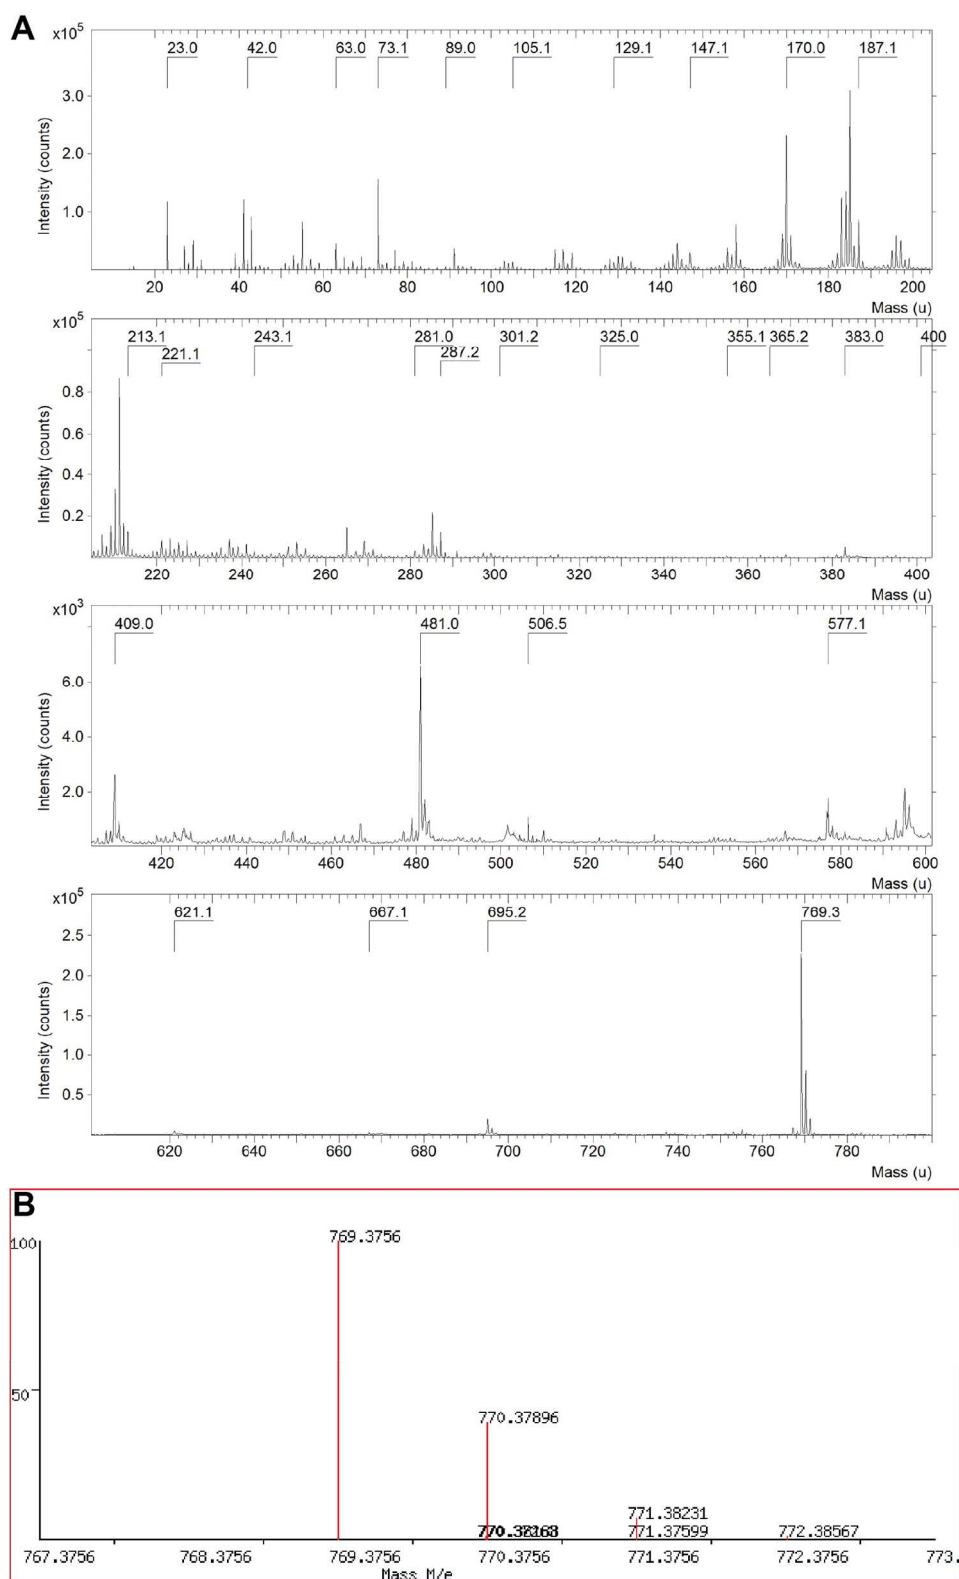 A
x10⁵
23.0 42.0 63.0 73.1 89.0 105.1 129.1 147.1 170.0 187.1
3.0
2.0
1.0
Intensity (counts)
20 40 60 80 100 120 140 160 180 200
Mass (u)
x10⁵
213.1 243.1 281.0 301.2 325.0 355.1 365.2 383.0 400
221.1 287.2
0.8
0.6
0.4
0.2
Intensity (counts)
220 240 260 280 300 320 340 360 380 400
Mass (u)
x10³
409.0 481.0 506.5 577.1
6.0
4.0
2.0
Intensity (counts)
420 440 460 480 500 520 540 560 580 600
Mass (u)
x10⁵
621.1 667.1 695.2 769.3
2.5
2.0
1.5
1.0
0.5
Intensity (counts)
620 640 660 680 700 720 740 760 780
Mass (u)
B
769.3756
100
50
770.37896
771.38231
771.37599 772.38567
767.3756 768.3756 769.3756 770.3756 771.3756 772.3756 773.
Mass M/e